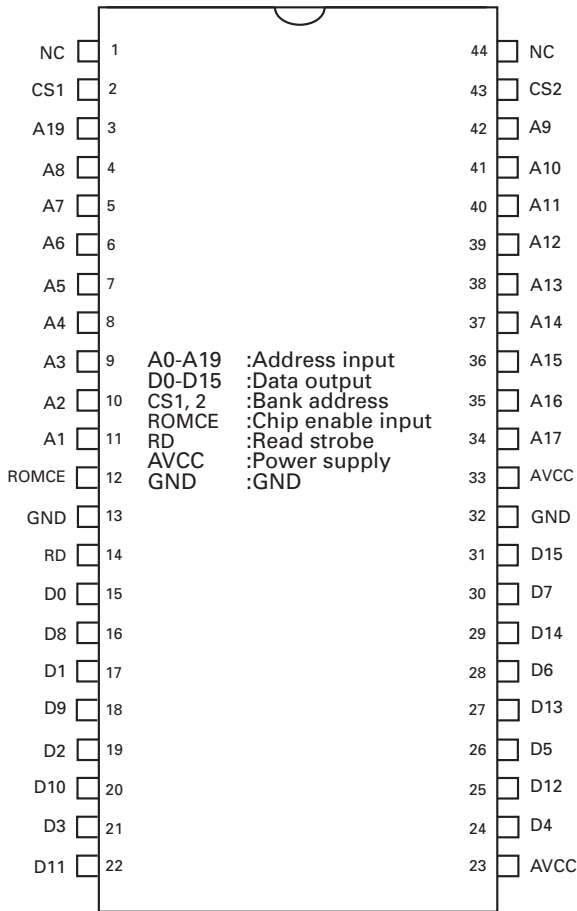 NC 1 44 NC
CS1 2 43 CS2
A19 3 42 A9
A8 4 41 A10
A7 5 40 A11
A6 6 39 A12
A5 7 38 A13
A4 8 37 A14
A3 9 A0-A19 :Address input 36 A15
D0-D15 :Data output
A2 10 CS1, 2 :Bank address 35 A16
ROMCE :Chip enable input
A1 11 RD :Read strobe 34 A17
AVCC :Power supply
ROMCE 12 GND :GND 33 AVCC
GND 13 32 GND
RD 14 31 D15
D0 15 30 D7
D8 16 29 D14
D1 17 28 D6
D9 18 27 D13
D2 19 26 D5
D10 20 25 D12
D3 21 24 D4
D11 22 23 AVCC